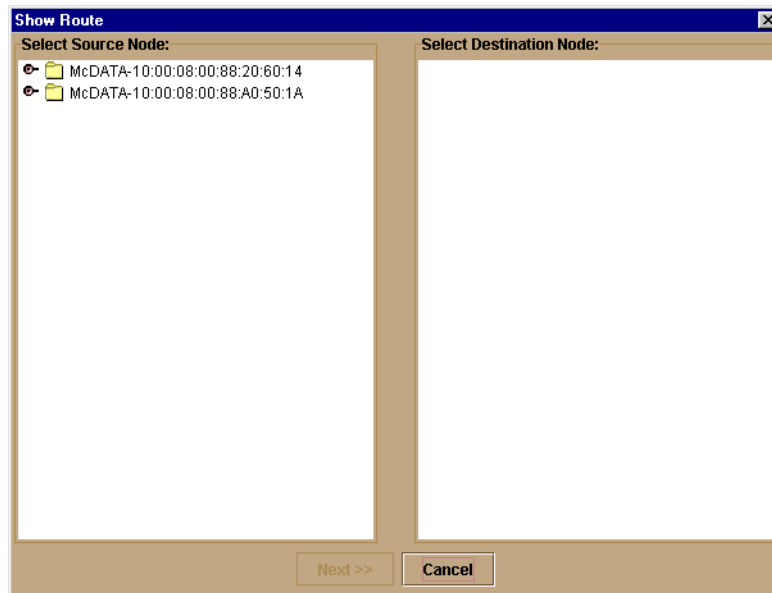 Show Route
Select Source Node:
McDATA-10:00:08:00:88:20:60:14
McDATA-10:00:08:00:88:A0:50:1A
Select Destination Node:
Next >>
Cancel